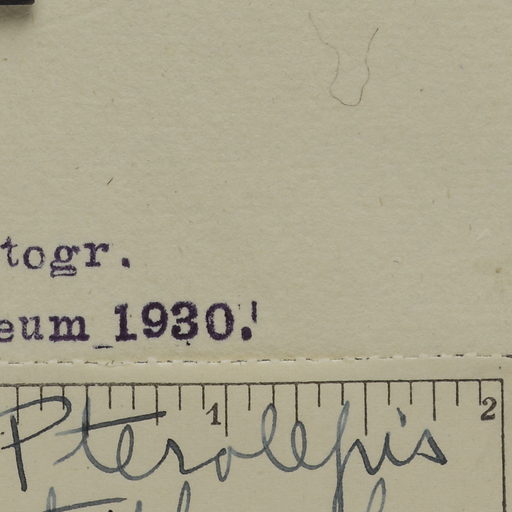 togr.
eum 1930.
1 2
Pterolepis